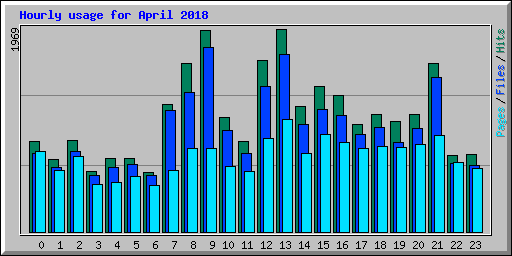 Hourly usage for April 2018
1969
Pages / Files / Hits
0 1 2 3 4 5 6 7 8 9 10 11 12 13 14 15 16 17 18 19 20 21 22 23